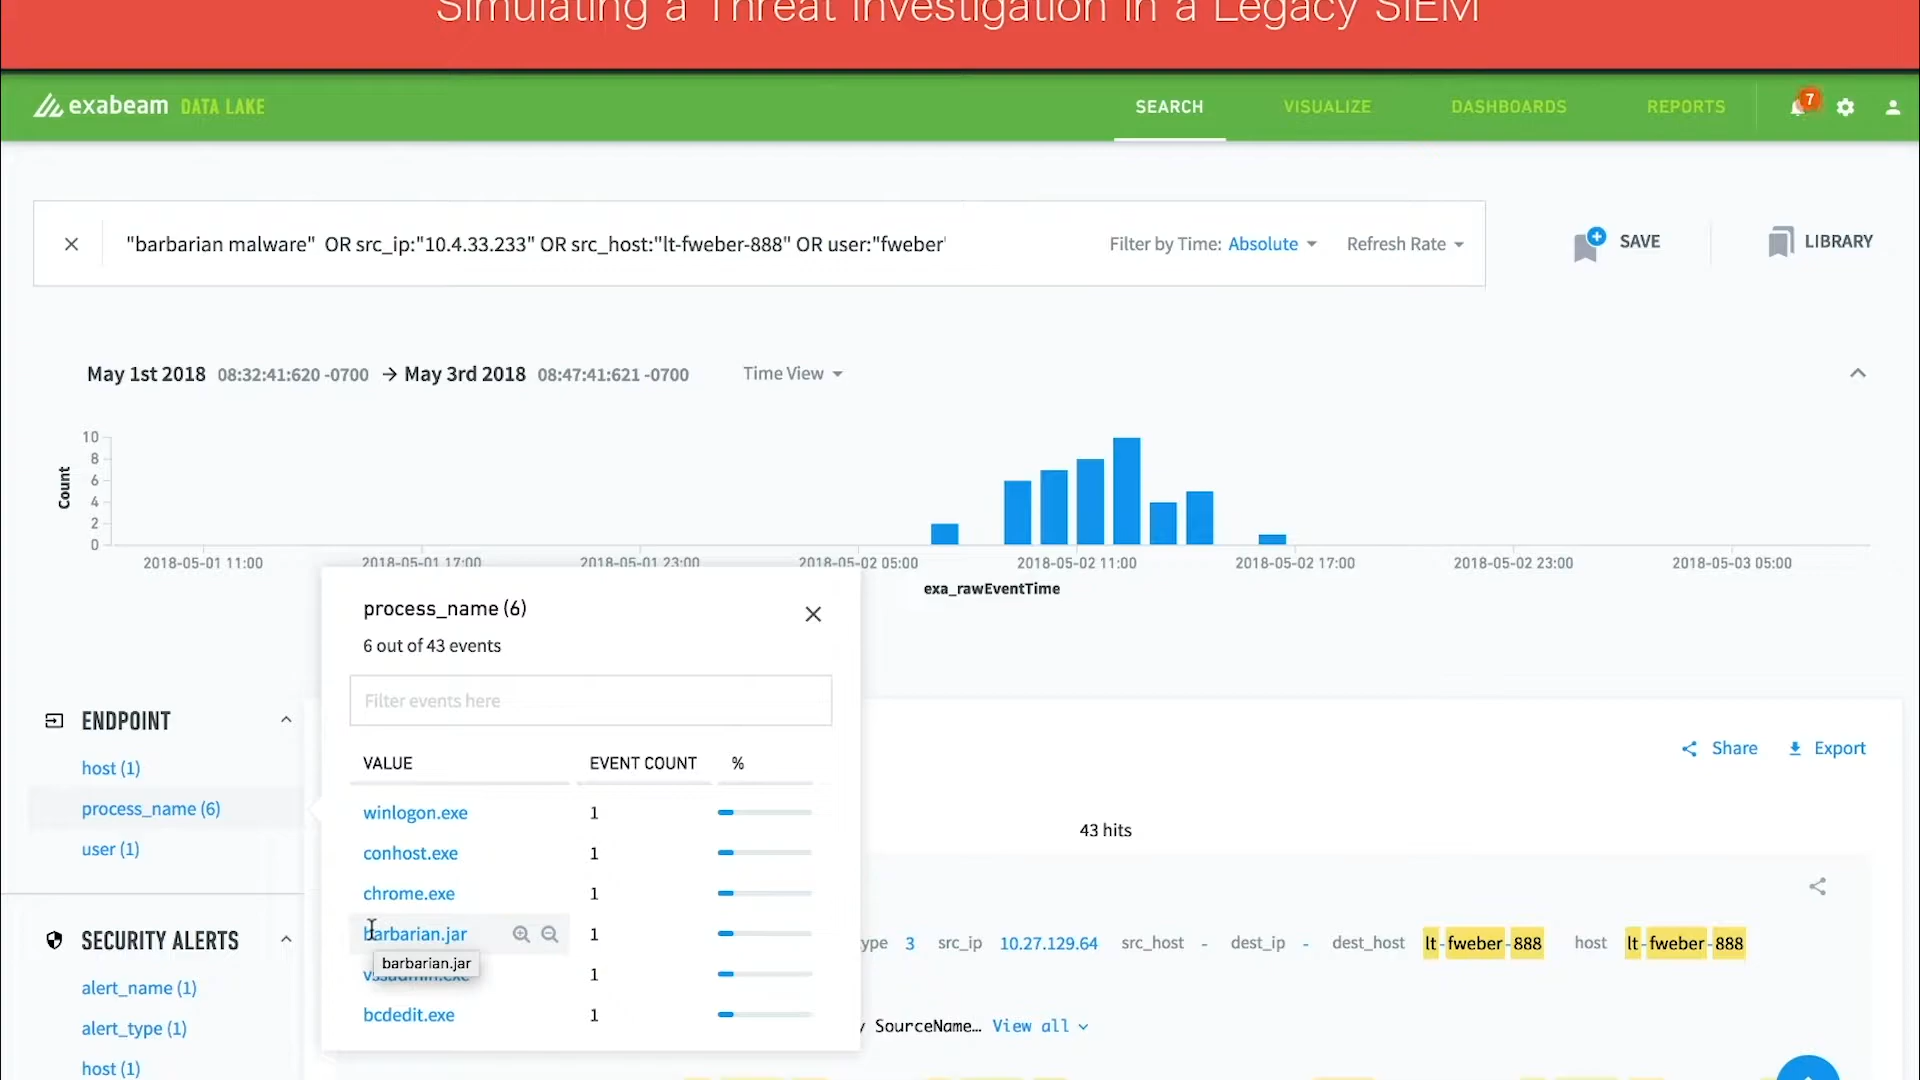 Simulating a Threat Investigation in a Legacy SIEM
exabeam DATA LAKE
SEARCH
VISUALIZE
DASHBOARDS
REPORTS
7
"barbarian malware" OR src_ip:"10.4.33.233" OR src_host:"lt-fweber-888" OR user:"fweber'
Filter by Time: Absolute
Refresh Rate
SAVE
LIBRARY
May 1st 2018 08:32:41:620 -0700 → May 3rd 2018 08:47:41:621 -0700
Time View
10
8
6
4
2
0
Count
2018-05-01 11:00
2018-05-01 17:00
2018-05-01 23:00
2018-05-02 05:00
2018-05-02 11:00
2018-05-02 17:00
2018-05-02 23:00
2018-05-03 05:00
exa_rawEventTime
process_name (6)
6 out of 43 events
Filter events here
VALUE EVENT COUNT %
winlogon.exe 1
conhost.exe 1
chrome.exe 1
barbarian.jar 1
barbarian.jar
vssadmin.exe 1
bcdedit.exe 1
ENDPOINT
host (1)
process_name (6)
user (1)
SECURITY ALERTS
alert_name (1)
alert_type (1)
host (1)
Share
Export
43 hits
ype 3 src_ip 10.27.129.64 src_host - dest_ip - dest_host lt-fweber-888 host lt-fweber-888
y SourceName… View all